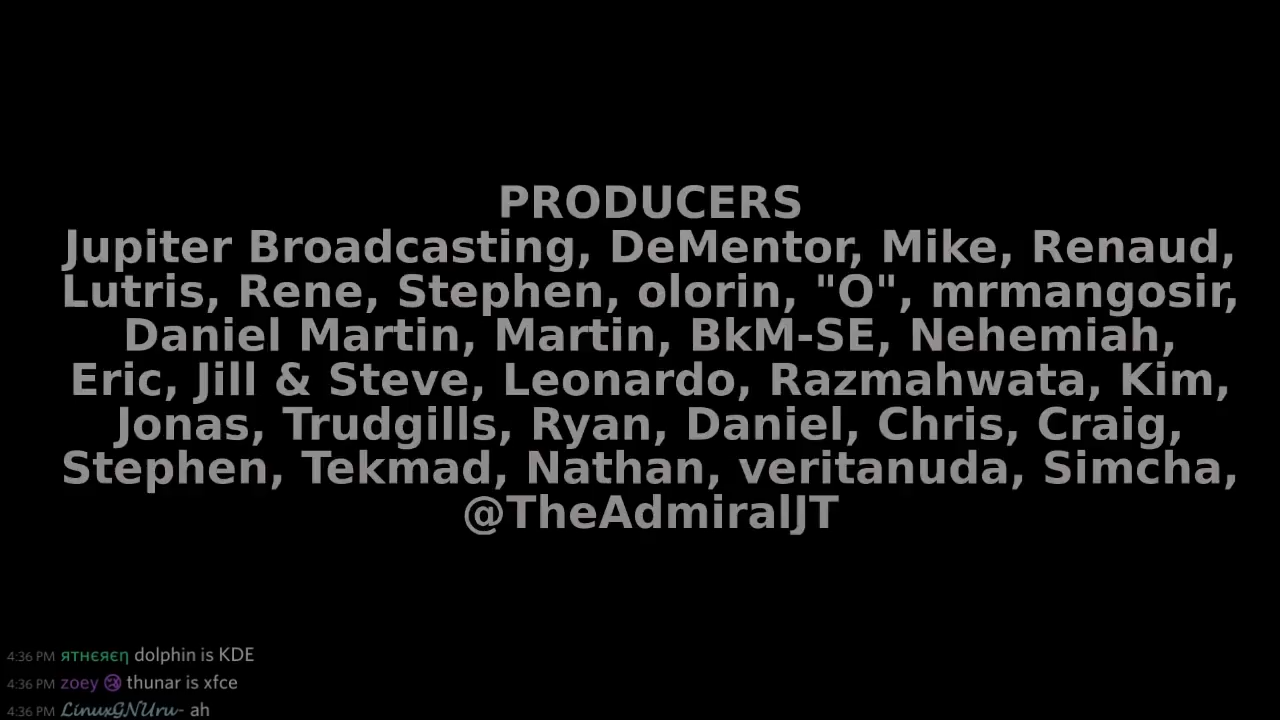 PRODUCERS
Jupiter Broadcasting, DeMentor, Mike, Renaud,
Lutris, Rene, Stephen, olorin, "O", mrmangosir,
Daniel Martin, Martin, BkM-SE, Nehemiah,
Eric, Jill & Steve, Leonardo, Razmahwata, Kim,
Jonas, Trudgills, Ryan, Daniel, Chris, Craig,
Stephen, Tekmad, Nathan, veritanuda, Simcha,
@TheAdmiralJT
4:36 PM ятнєяєη dolphin is KDE
4:36 PM zoey thunar is xfce
4:36 PM 𝓛𝓲𝓷𝓾𝔁𝓖𝓝𝓤𝓻𝓾- ah